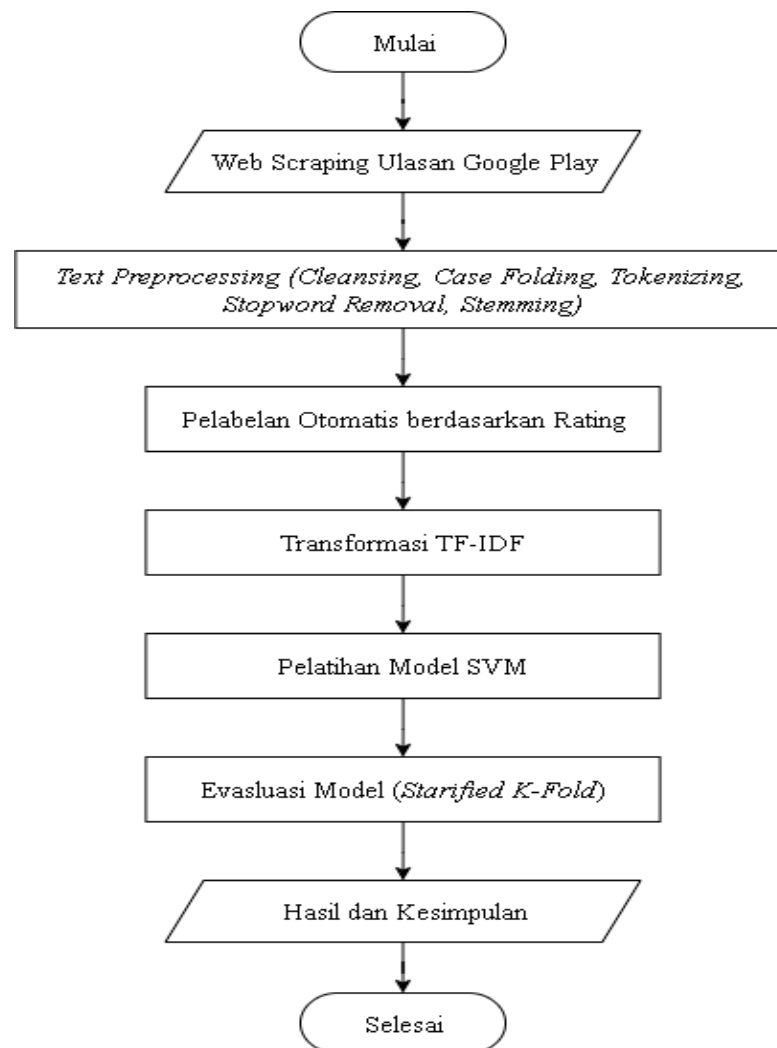 Mulai
Web Scraping Ulasan Google Play
Text Preprocessing (Cleansing, Case Folding, Tokenizing,
Stopword Removal, Stemming)
Pelabelan Otomatis berdasarkan Rating
Transformasi TF-IDF
Pelatihan Model SVM
Evasluasi Model (Starified K-Fold)
Hasil dan Kesimpulan
Selesai